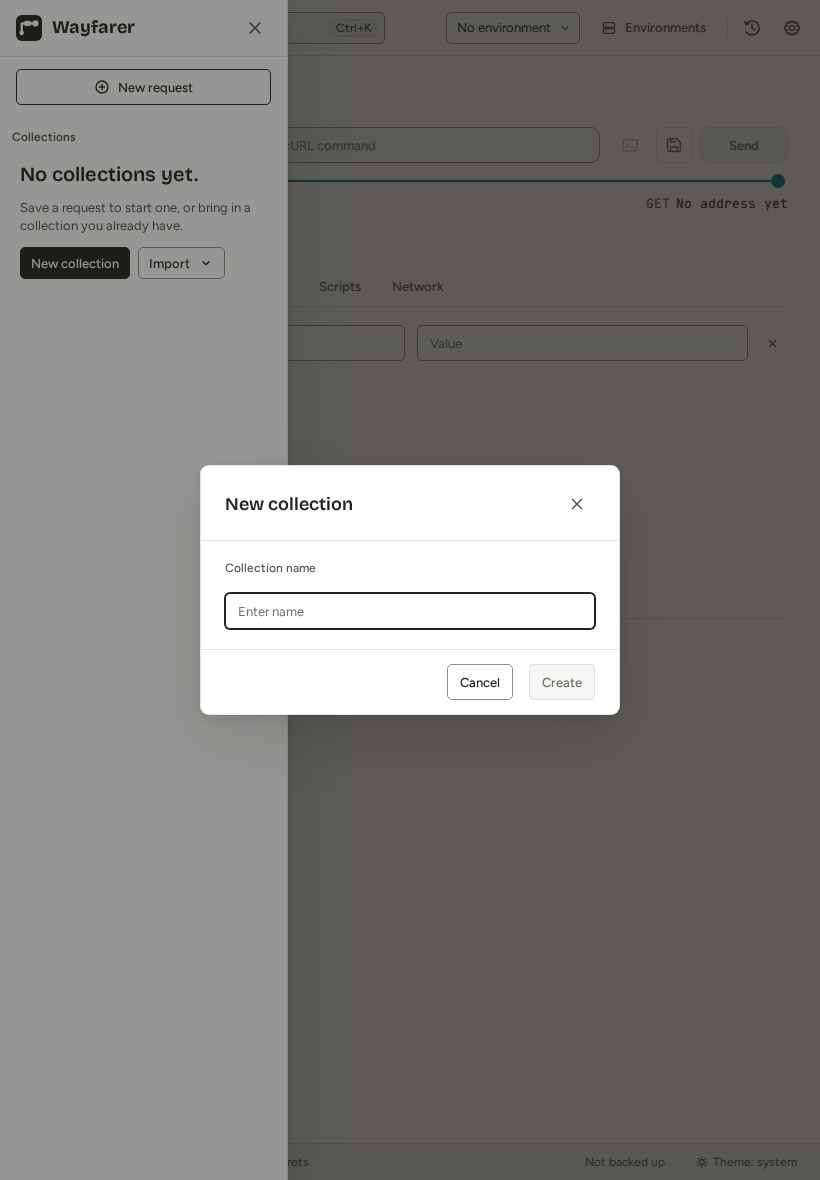 Wayfarer
Ctrl+K
No environment
Environments
New request
Collections
cURL command
Send
No collections yet.
GET No address yet
Save a request to start one, or bring in a
collection you already have.
New collection
Import
Scripts
Network
Value
New collection
Collection name
Enter name
Cancel
Create
Not backed up
Theme: system